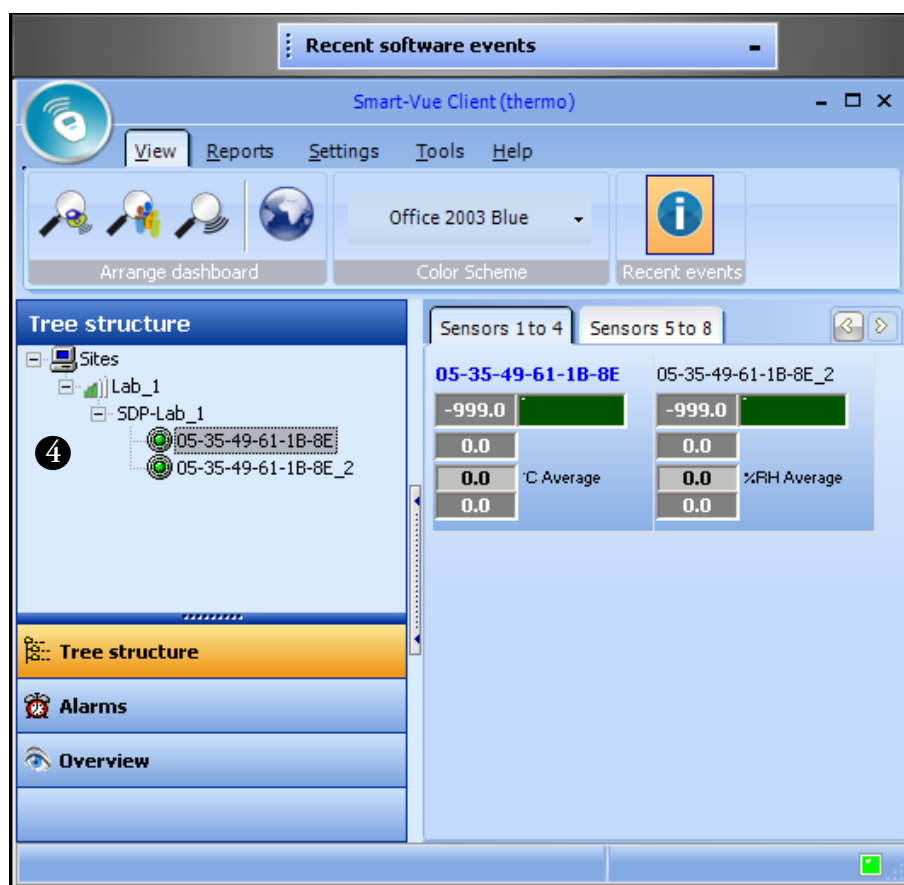 Recent software events
Smart-Vue Client (thermo)
View Reports Settings Tools Help
Office 2003 Blue
Arrange dashboard Color Scheme Recent events
Tree structure
Sensors 1 to 4 Sensors 5 to 8
Sites
Lab_1
SDP-Lab_1
05-35-49-61-1B-8E
05-35-49-61-1B-8E_2
4
05-35-49-61-1B-8E 05-35-49-61-1B-8E_2
-999.0 -999.0
0.0 0.0
0.0 °C Average 0.0 %RH Average
0.0 0.0
Tree structure
Alarms
Overview